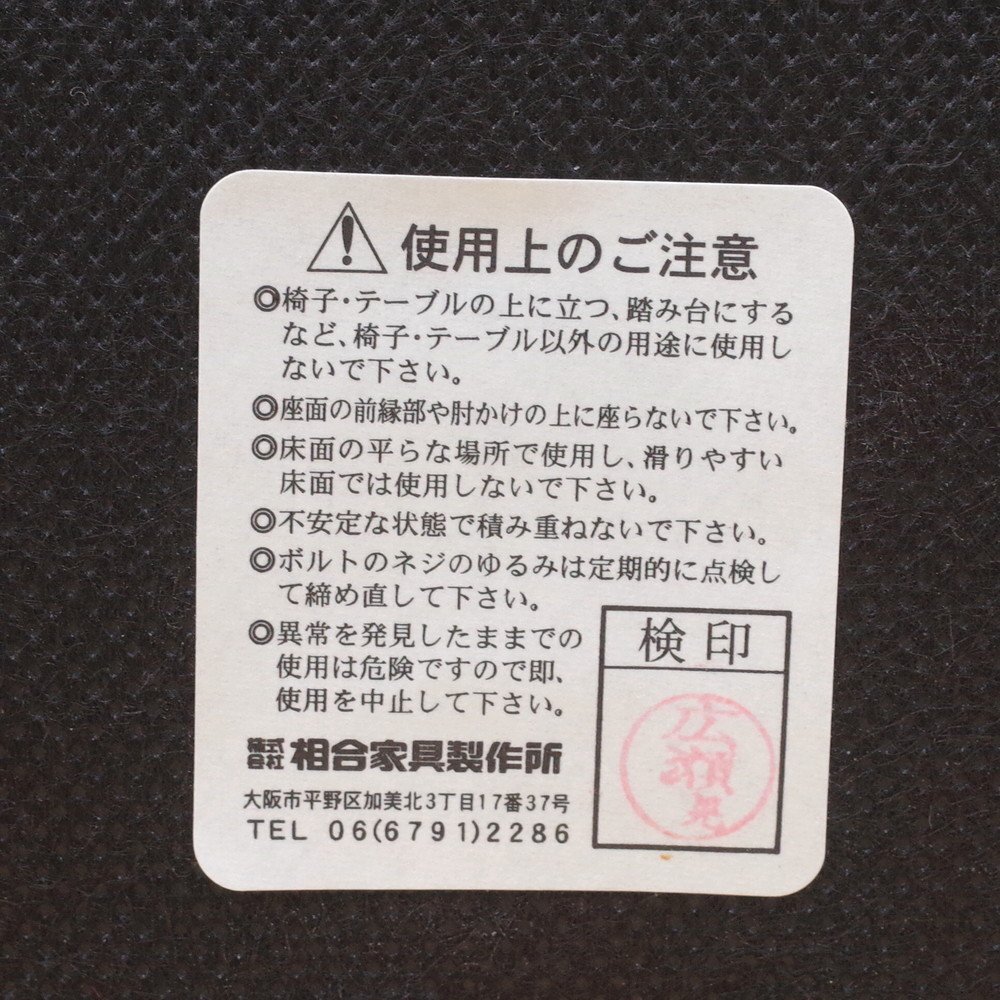 使用上のご注意
◎椅子・テーブルの上に立つ、踏み台にする
など、椅子・テーブル以外の用途に使用し
ないで下さい。
◎座面の前縁部や肘かけの上に座らないで下さい。
◎床面の平らな場所で使用し、滑りやすい
床面では使用しないで下さい。
◎不安定な状態で積み重ねないで下さい。
◎ボルトのネジのゆるみは定期的に点検し
て締め直して下さい。
◎異常を発見したままでの
使用は危険ですので即、
使用を中止して下さい。
検印
広瀬
株式会社 相合家具製作所
大阪市平野区加美北3丁目17番37号
TEL 06(6791)2286